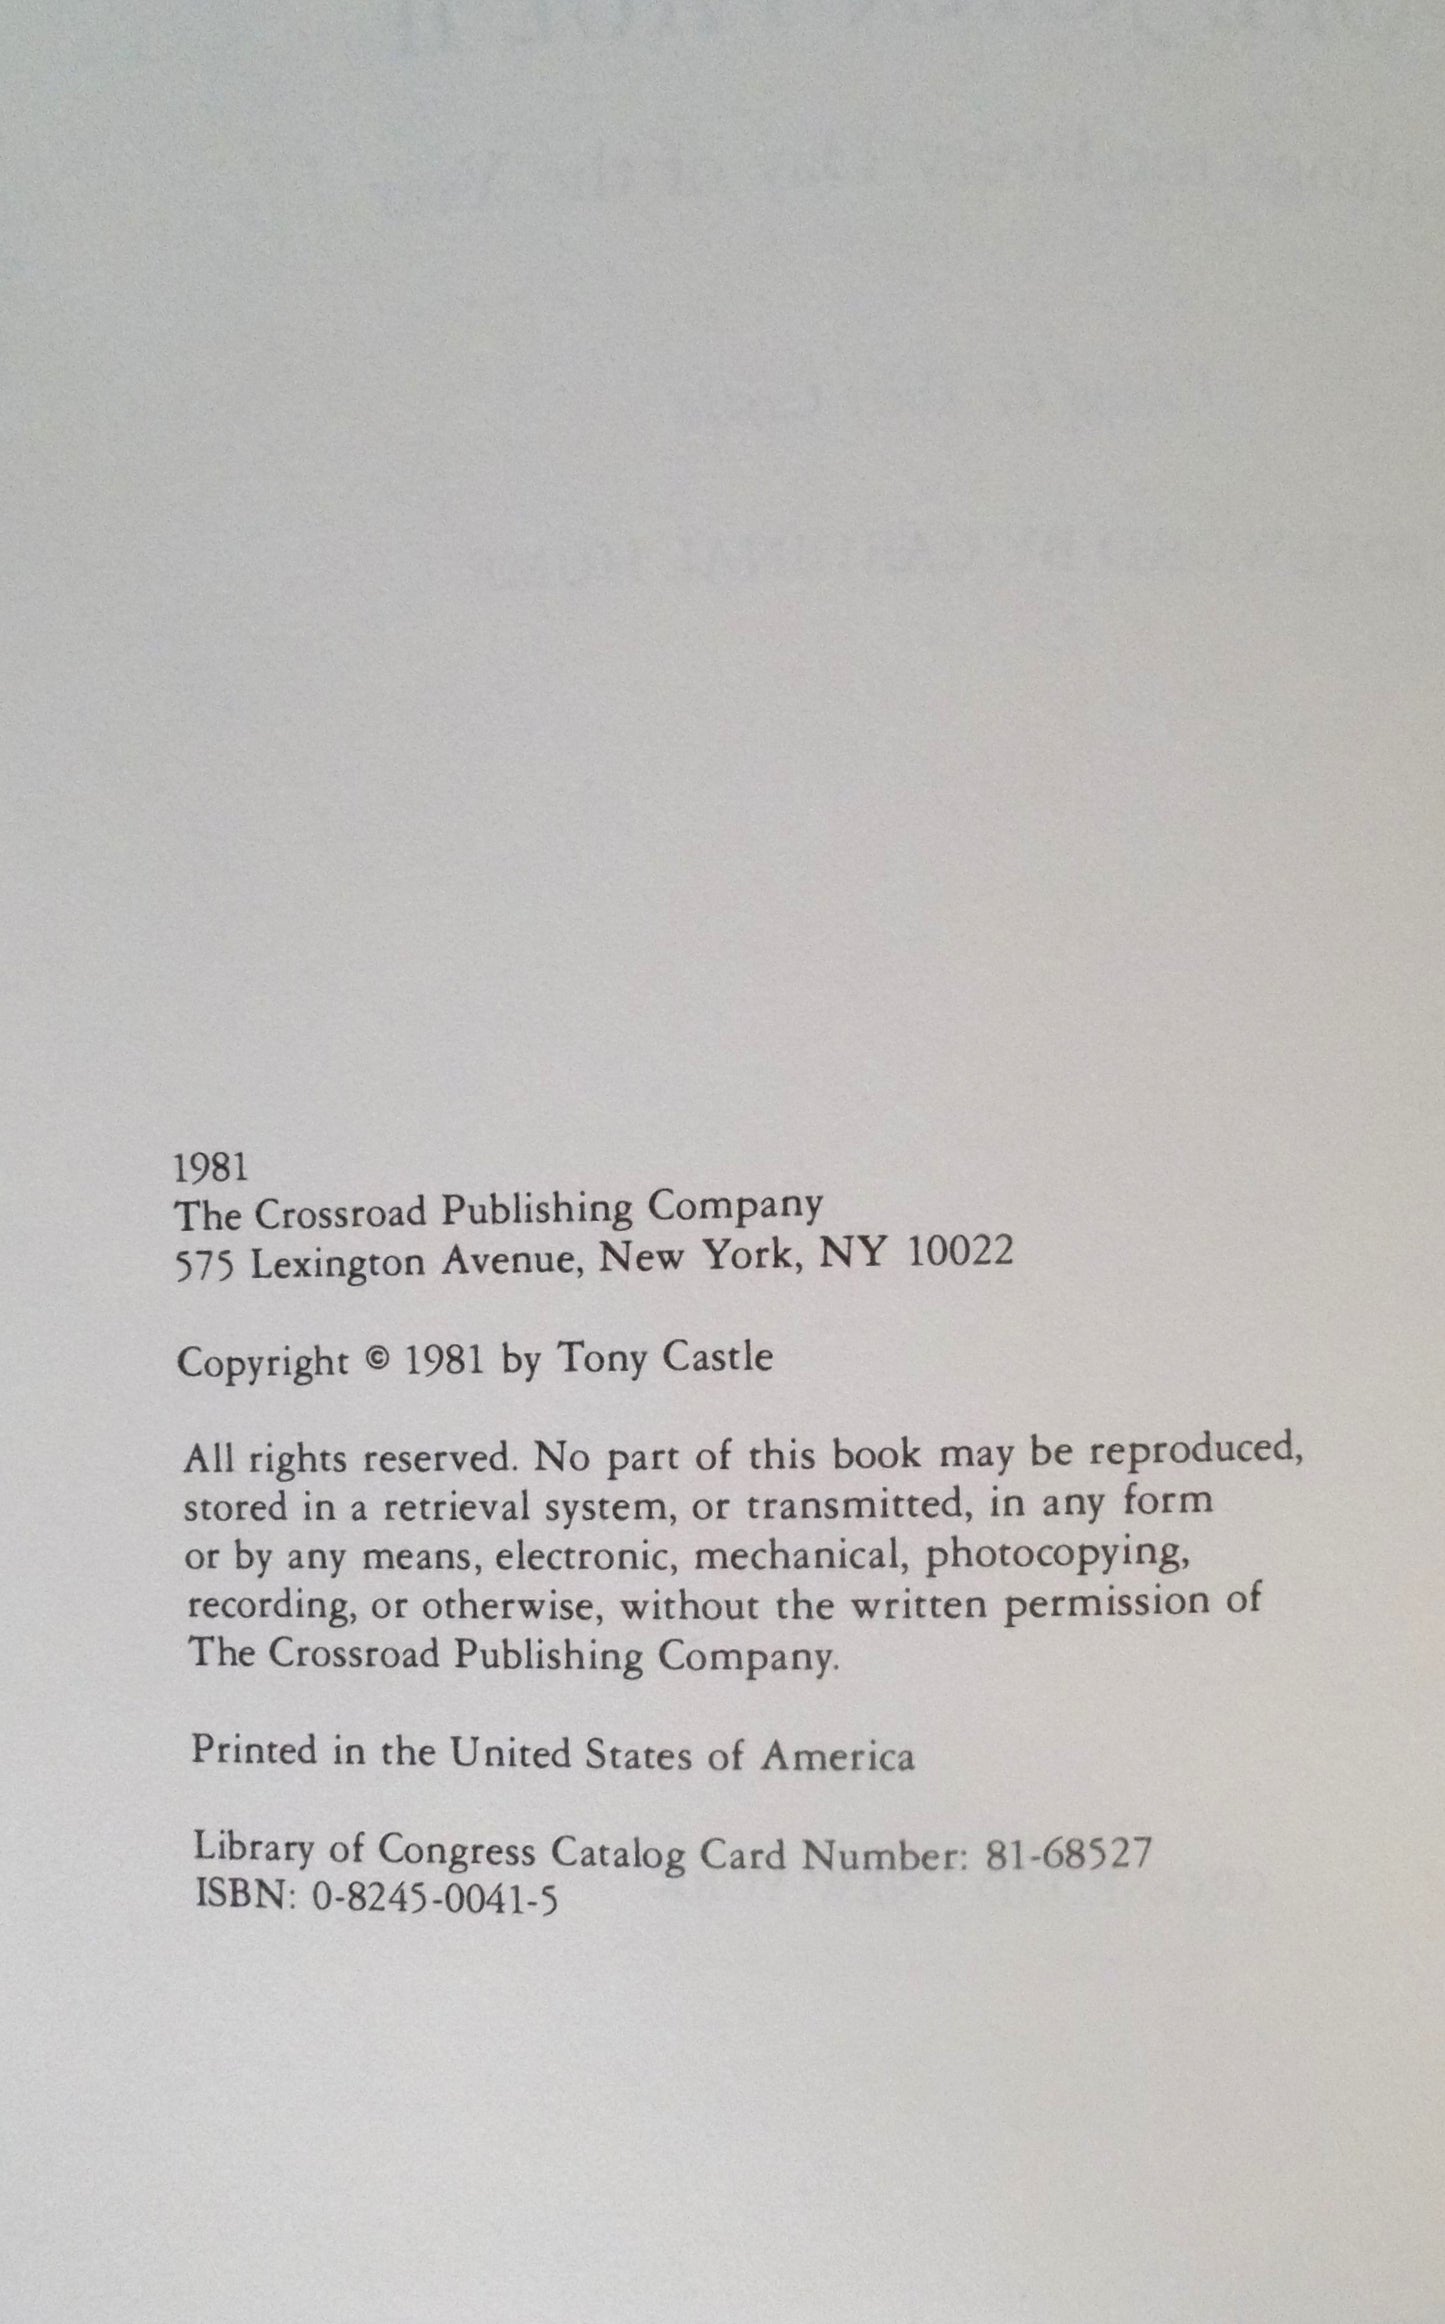 1981
The Crossroad Publishing Company
575 Lexington Avenue, New York, NY 10022
Copyright © 1981 by Tony Castle
All rights reserved. No part of this book may be reproduced,
stored in a retrieval system, or transmitted, in any form
or by any means, electronic, mechanical, photocopying,
recording, or otherwise, without the written permission of
The Crossroad Publishing Company.
Printed in the United States of America
Library of Congress Catalog Card Number: 81-68527
ISBN: 0-8245-0041-5